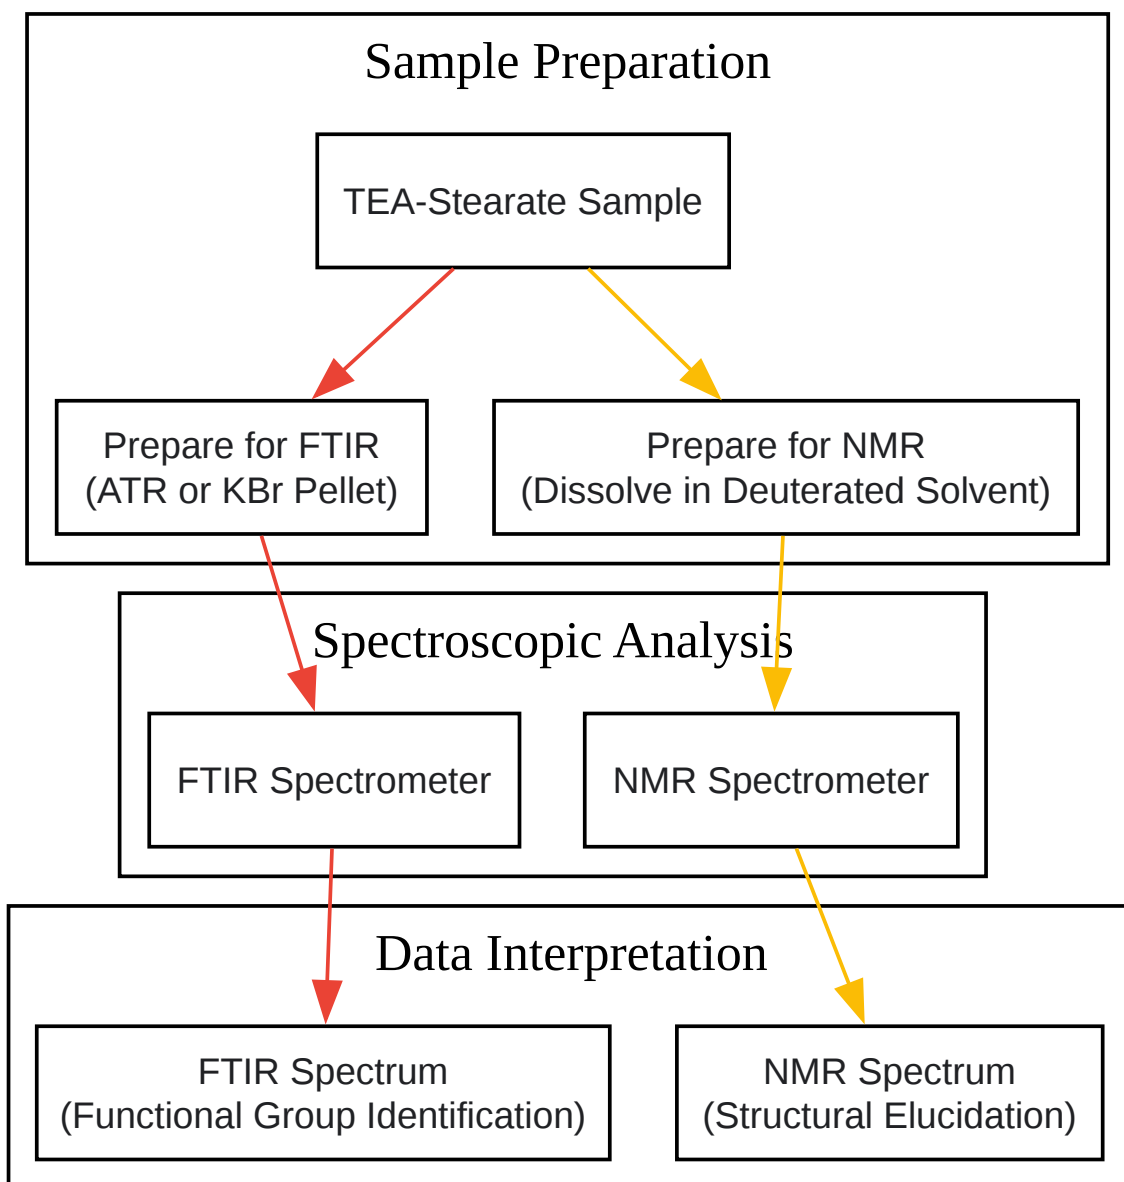 Sample Preparation
TEA-Stearate Sample
Prepare for FTIR
(ATR or KBr Pellet)
Prepare for NMR
(Dissolve in Deuterated Solvent)
Spectroscopic Analysis
FTIR Spectrometer
NMR Spectrometer
Data Interpretation
FTIR Spectrum
(Functional Group Identification)
NMR Spectrum
(Structural Elucidation)